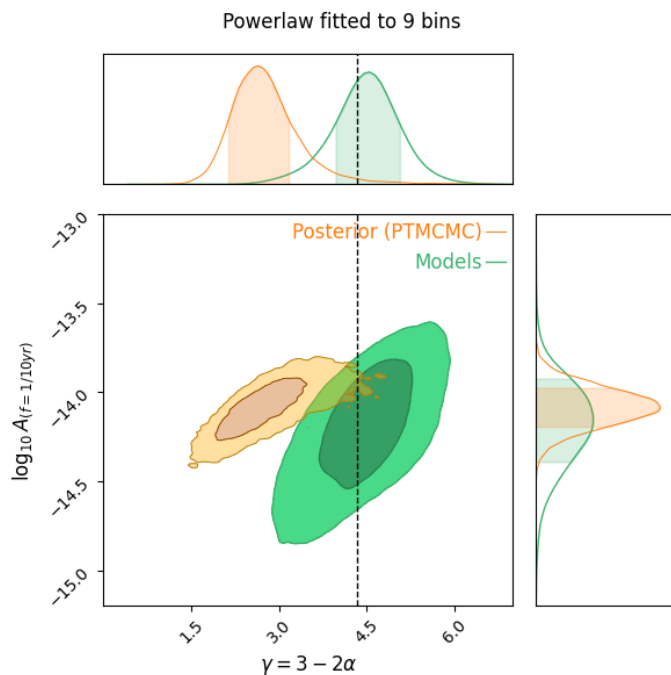 Powerlaw fitted to 9 bins
Posterior (PTMCMC)
Models
log₁₀ A₍f=1/10yr₎
−13.0
−13.5
−14.0
−14.5
−15.0
1.5 3.0 4.5 6.0
γ = 3 − 2α